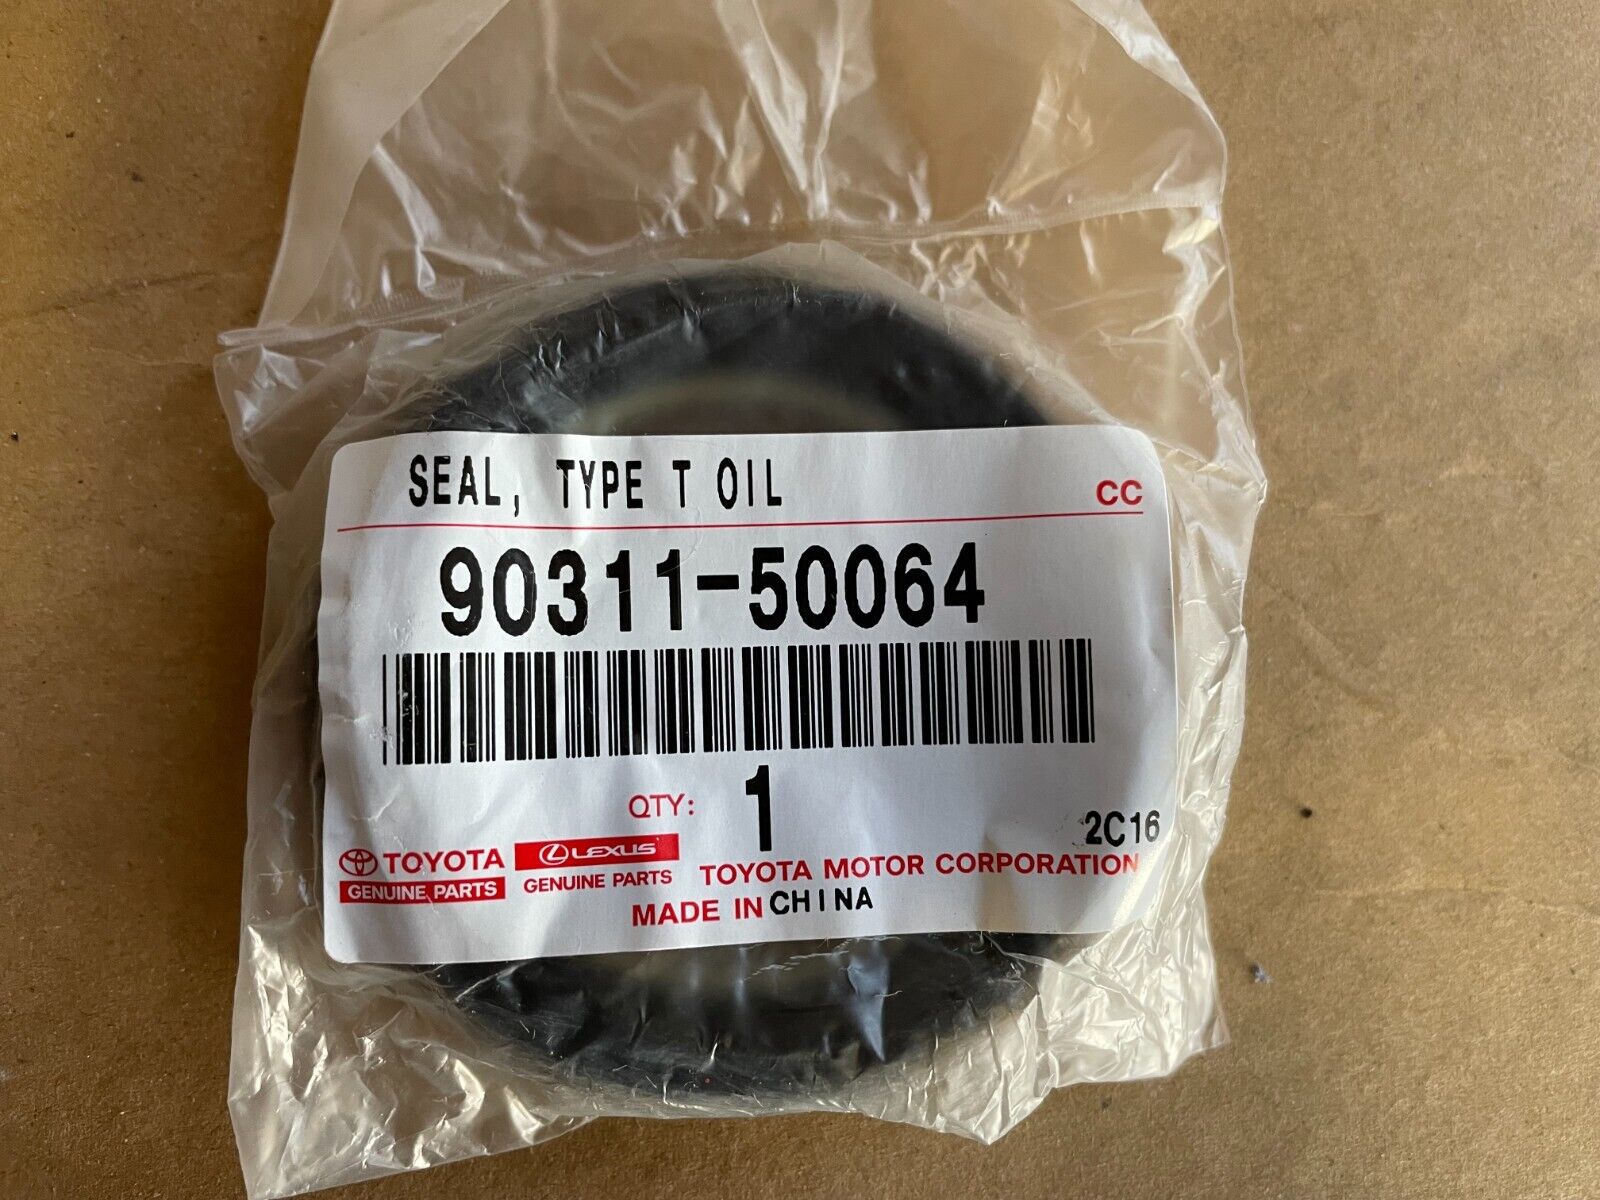 SEAL, TYPE T OIL CC
90311-50064
QTY: 1
2C16
TOYOTA LEXUS TOYOTA MOTOR CORPORATION
GENUINE PARTS GENUINE PARTS
MADE IN CHINA